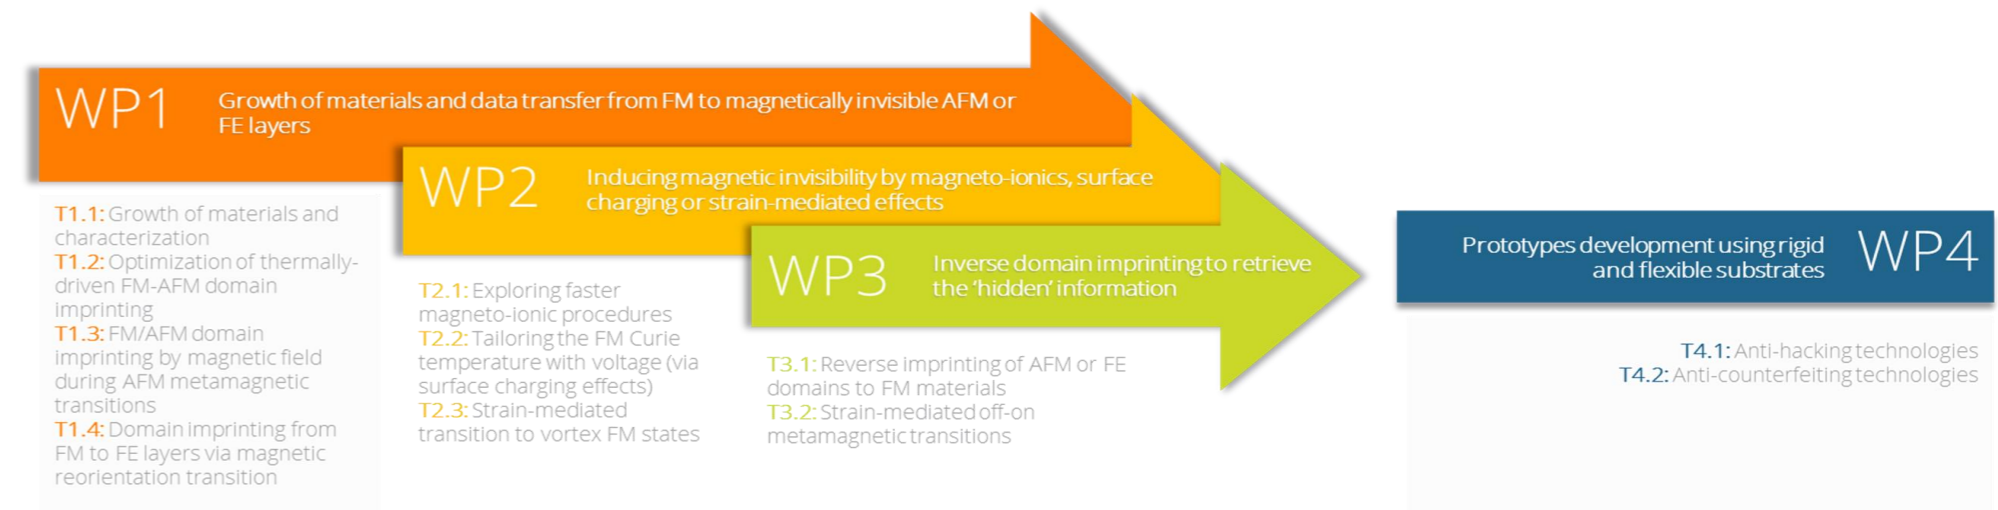 WP1
Growth of materials and data transfer from FM to magnetically invisible AFM or
FE layers
T1.1: Growth of materials and
characterization
T1.2: Optimization of thermally-
driven FM-AFM domain
imprinting
T1.3: FM/AFM domain
imprinting by magnetic field
during AFM metamagnetic
transitions
T1.4: Domain imprinting from
FM to FE layers via magnetic
reorientation transition
WP2
Inducing magnetic invisibility by magneto-ionics, surface
charging or strain-mediated effects
T2.1: Exploring faster
magneto-ionic procedures
T2.2: Tailoring the FM Curie
temperature with voltage (via
surface charging effects)
T2.3: Strain-mediated
transition to vortex FM states
WP3
Inverse domain imprinting to retrieve
the ‘hidden’ information
T3.1: Reverse imprinting of AFM or FE
domains to FM materials
T3.2: Strain-mediated off-on
metamagnetic transitions
Prototypes development using rigid
and flexible substrates
WP4
T4.1: Anti-hacking technologies
T4.2: Anti-counterfeiting technologies